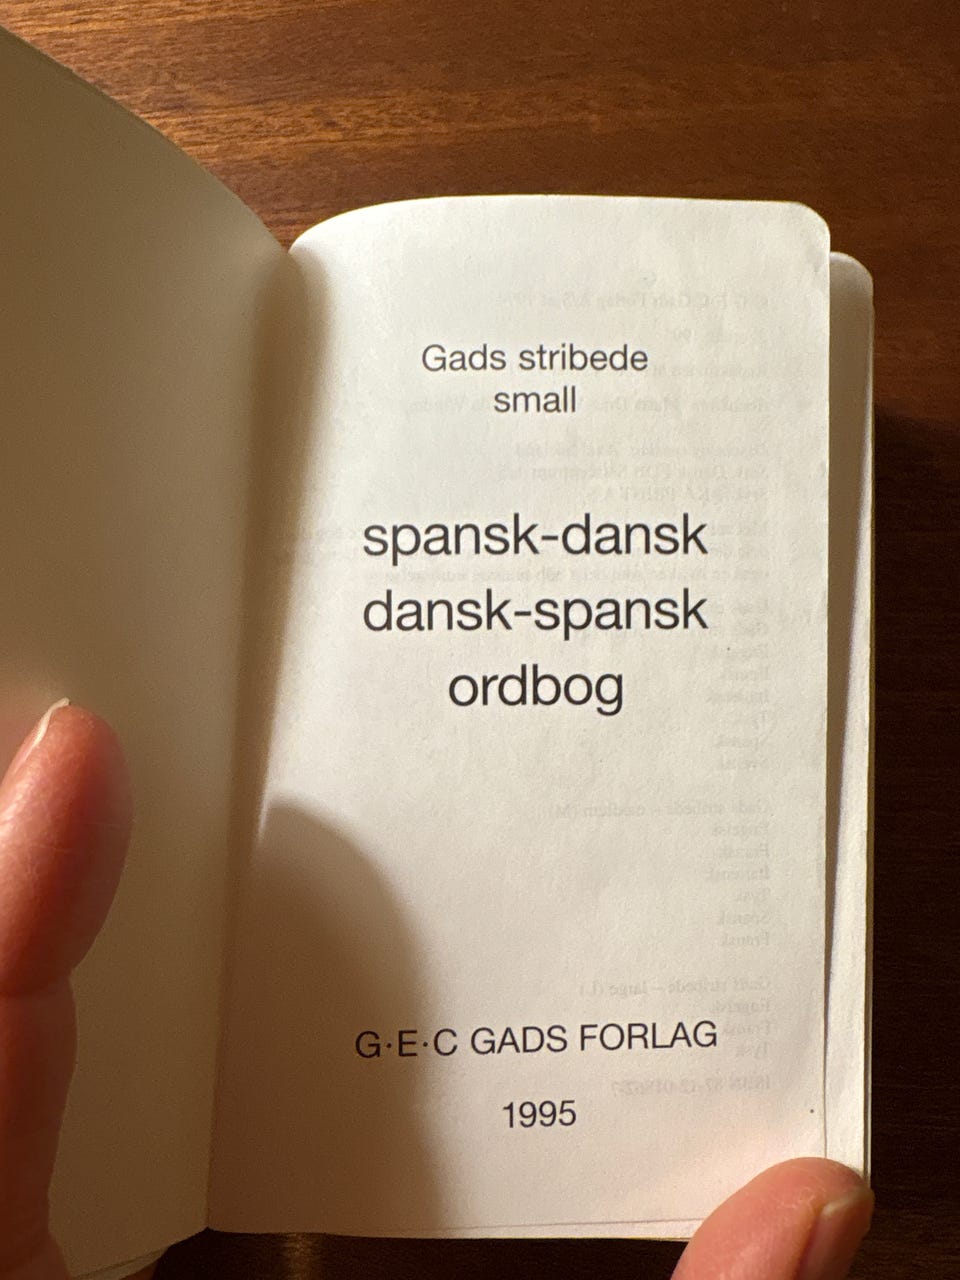 Gads stribede
small
spansk-dansk
dansk-spansk
ordbog
G·E·C GADS FORLAG
1995